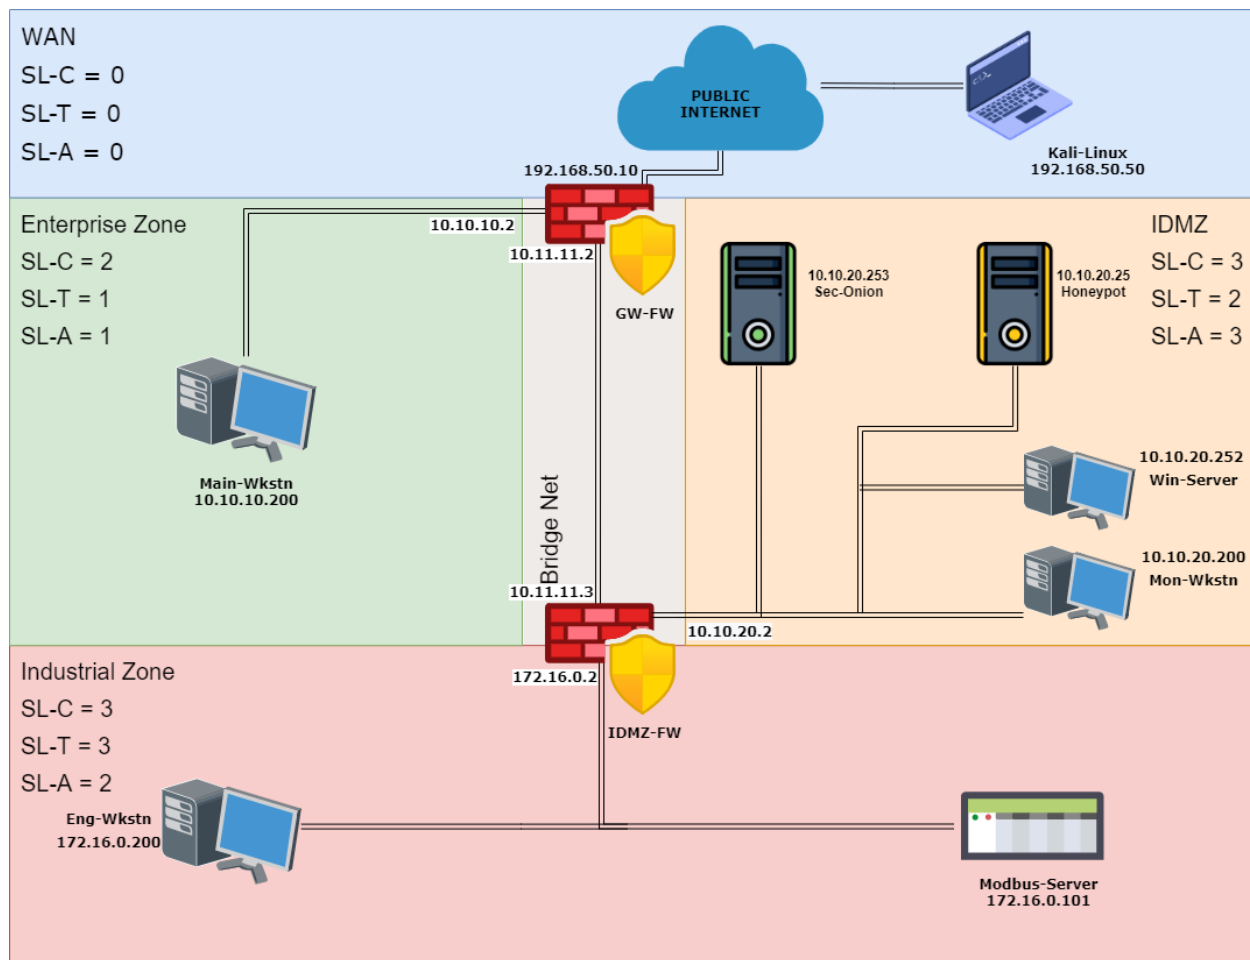 WAN
SL-C = 0
SL-T = 0
SL-A = 0
PUBLIC
INTERNET
Kali-Linux
192.168.50.50
192.168.50.10
Enterprise Zone
SL-C = 2
SL-T = 1
SL-A = 1
10.10.10.2
10.11.11.2
GW-FW
Main-Wkstn
10.10.10.200
Bridge Net
IDMZ
SL-C = 3
SL-T = 2
SL-A = 3
10.10.20.253
Sec-Onion
10.10.20.25
Honeypot
10.10.20.252
Win-Server
10.10.20.200
Mon-Wkstn
10.11.11.3
10.10.20.2
172.16.0.2
IDMZ-FW
Industrial Zone
SL-C = 3
SL-T = 3
SL-A = 2
Eng-Wkstn
172.16.0.200
Modbus-Server
172.16.0.101